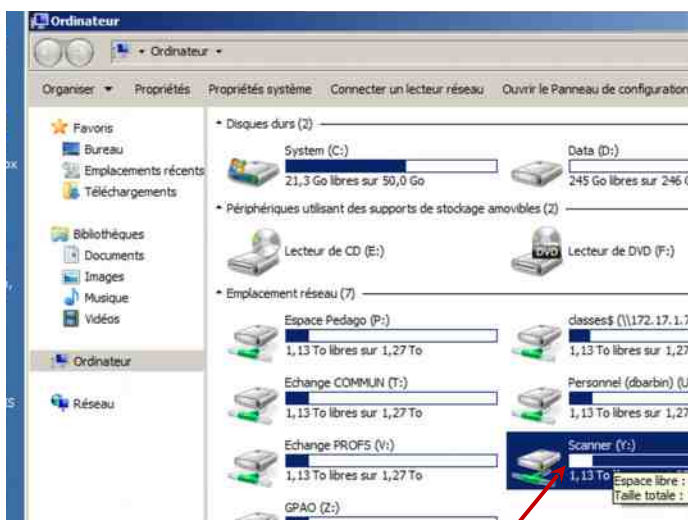 Ordinateur
Ordinateur
Organiser Propriétés Propriétés système Connecter un lecteur réseau Ouvrir le Panneau de configuration
Favoris
Bureau
Emplacements récents
Téléchargements
Bibliothèques
Documents
Images
Musique
Vidéos
Ordinateur
Réseau
Disques durs (2)
System (C:)
21,3 Go libres sur 50,0 Go
Data (D:)
245 Go libres sur 246
Périphériques utilisant des supports de stockage amovibles (2)
Lecteur de CD (E:)
DVD
Lecteur de DVD (F:)
Emplacement réseau (7)
Espace Pedago (P:)
1,13 To libres sur 1,27 To
classes$ (\\172.17.1.7
1,13 To libres sur 1,27
Echange COMMUN (T:)
1,13 To libres sur 1,27 To
Personnel (dbarbin) (U
1,13 To libres sur 1,27
Echange PROFS (V:)
1,13 To libres sur 1,27 To
Scanner (Y:)
1,13 To
Espace libre :
Taille totale :
GPAO (Z:)